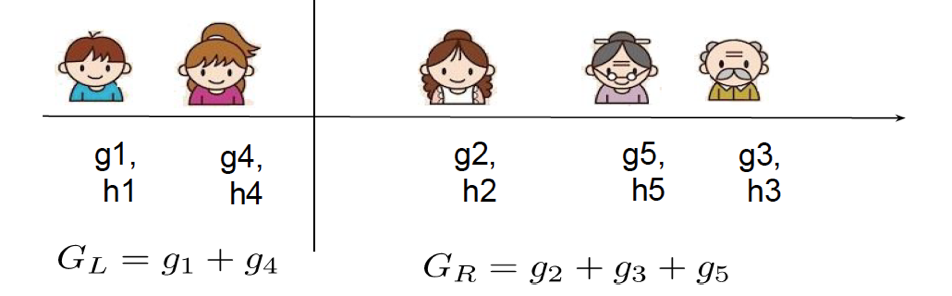 g1, g4, g2, g5, g3,
h1 h4 h2 h5 h3
G_L = g_1 + g_4
G_R = g_2 + g_3 + g_5